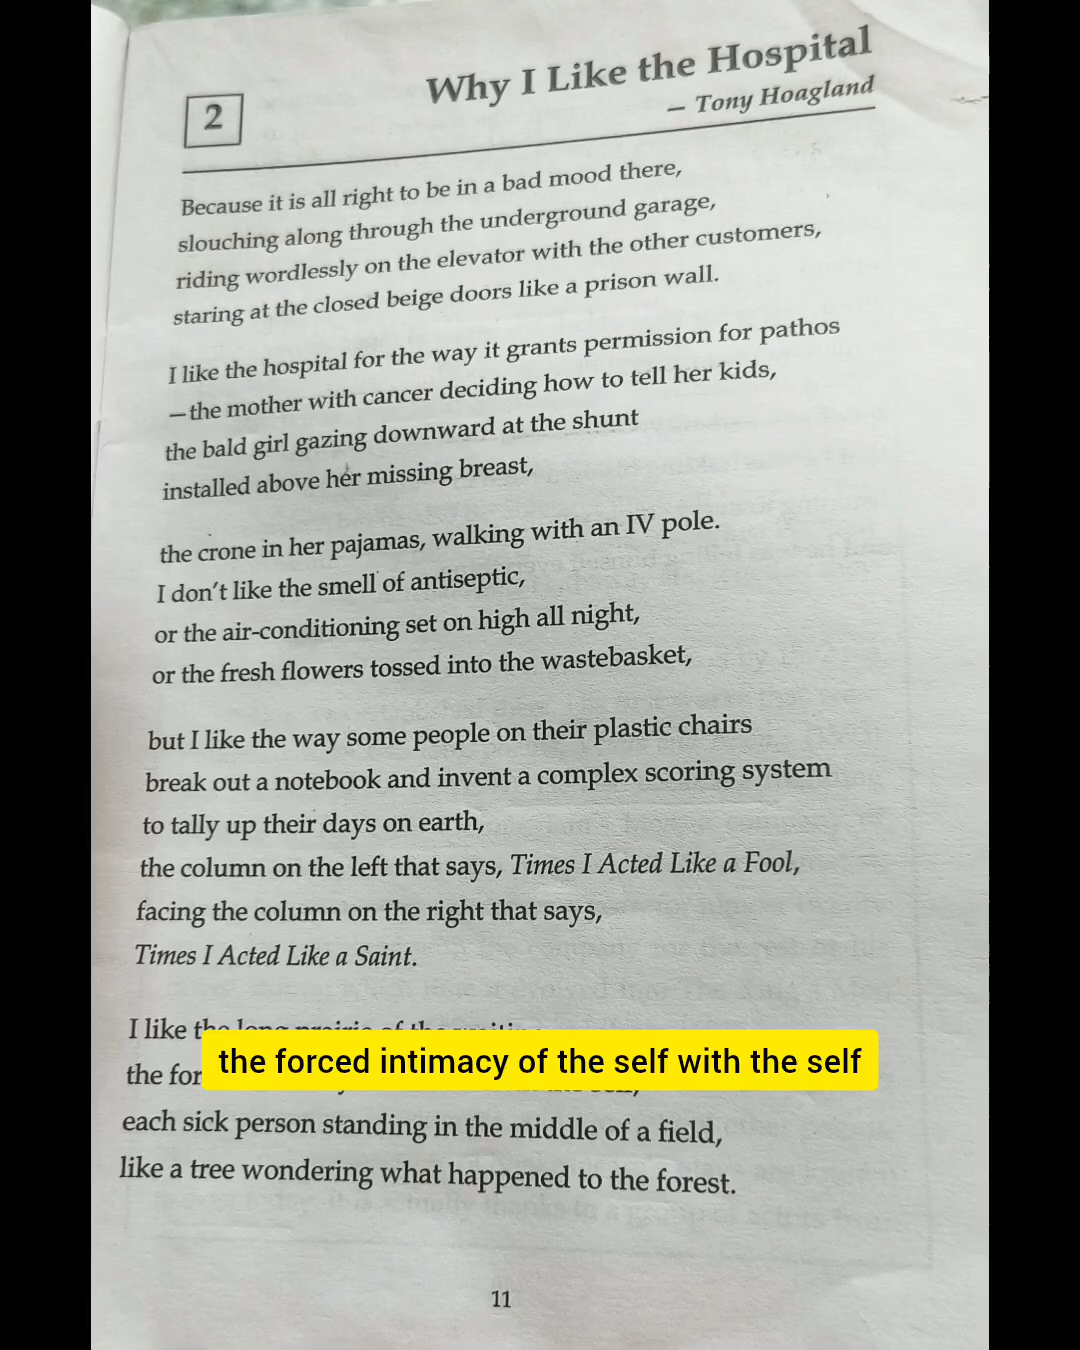 2
Why I Like the Hospital
— Tony Hoagland
Because it is all right to be in a bad mood there,
slouching along through the underground garage,
riding wordlessly on the elevator with the other customers,
staring at the closed beige doors like a prison wall.
I like the hospital for the way it grants permission for pathos
—the mother with cancer deciding how to tell her kids,
the bald girl gazing downward at the shunt
installed above her missing breast,
the crone in her pajamas, walking with an IV pole.
I don't like the smell of antiseptic,
or the air-conditioning set on high all night,
or the fresh flowers tossed into the wastebasket,
but I like the way some people on their plastic chairs
break out a notebook and invent a complex scoring system
to tally up their days on earth,
the column on the left that says, Times I Acted Like a Fool,
facing the column on the right that says,
Times I Acted Like a Saint.
I like the long prairie of the
the forced intimacy of the self with the self
the
each sick person standing in the middle of a field,
like a tree wondering what happened to the forest.
11